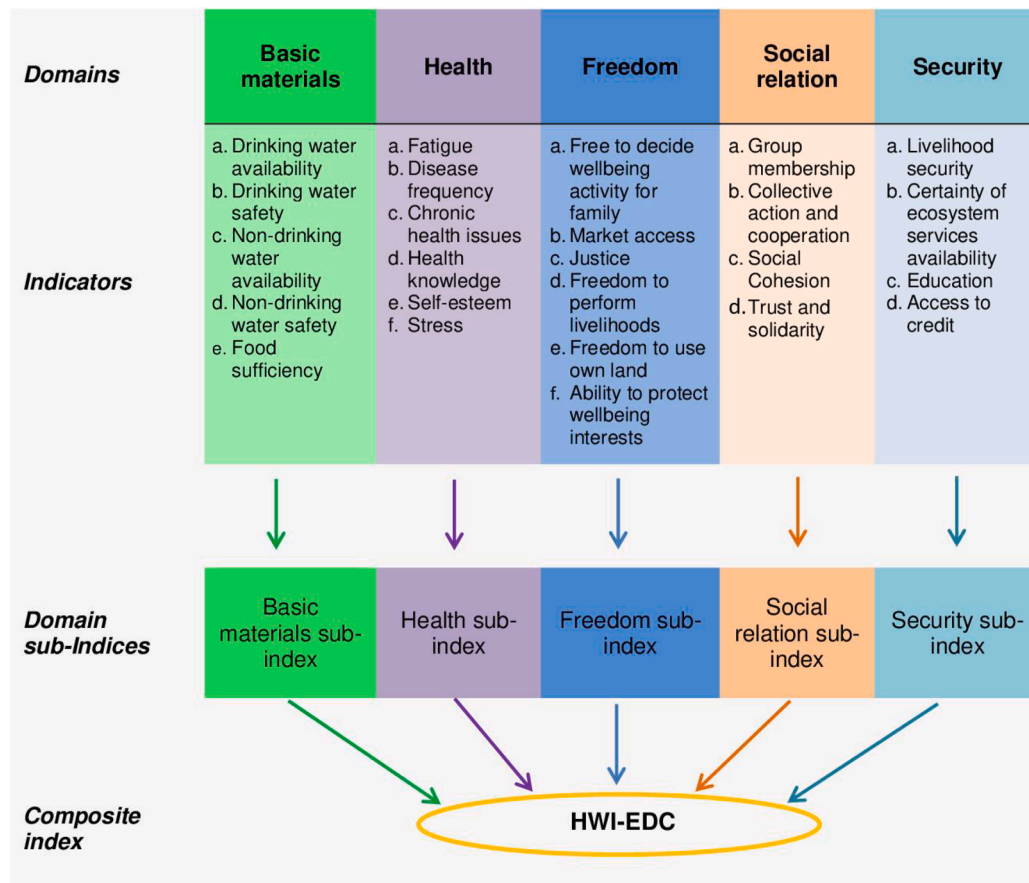 Domains
Basic
materials
Health
Freedom
Social
relation
Security
Indicators
a. Drinking water
availability
b. Drinking water
safety
c. Non-drinking
water
availability
d. Non-drinking
water safety
e. Food
sufficiency
a. Fatigue
b. Disease
frequency
c. Chronic
health issues
d. Health
knowledge
e. Self-esteem
f. Stress
a. Free to decide
wellbeing
activity for
family
b. Market access
c. Justice
d. Freedom to
perform
livelihoods
e. Freedom to use
own land
f. Ability to protect
wellbeing
interests
a. Group
membership
b. Collective
action and
cooperation
c. Social
Cohesion
d. Trust and
solidarity
a. Livelihood
security
b. Certainty of
ecosystem
services
availability
c. Education
d. Access to
credit
Domain
sub-Indices
Basic
materials sub-
index
Health sub-
index
Freedom sub-
index
Social
relation sub-
index
Security sub-
index
Composite
index
HWI-EDC